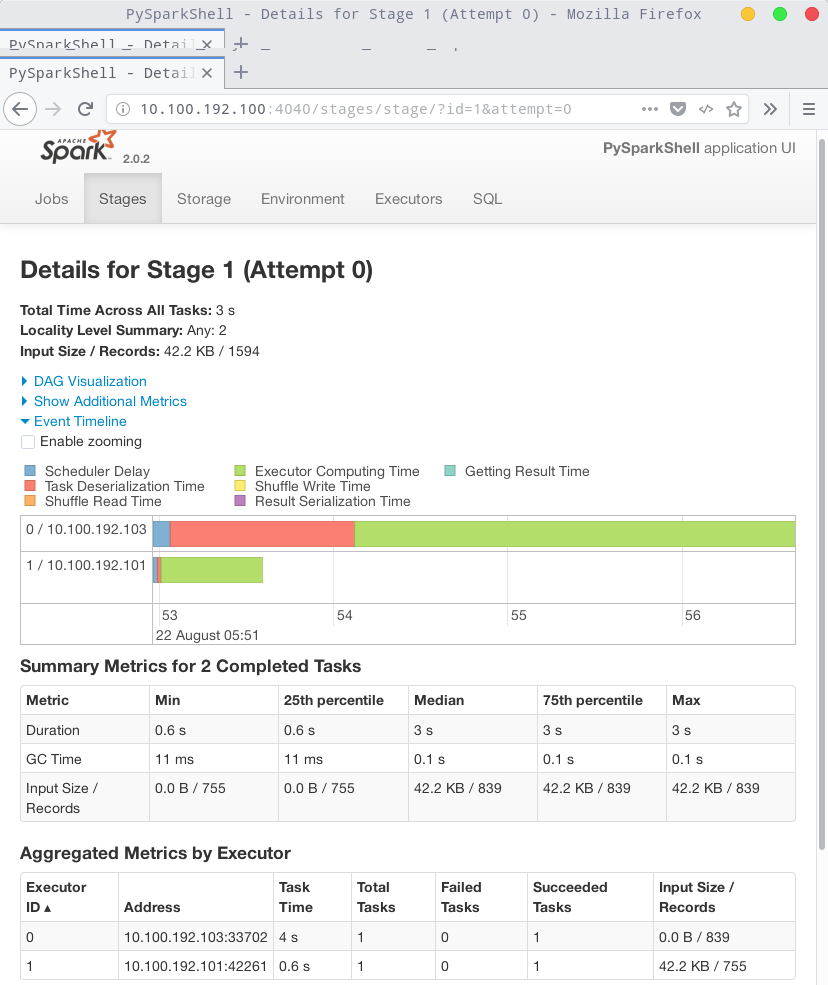 PySparkShell - Details for Stage 1 (Attempt 0) - Mozilla Firefox
PySparkShell - Detail
PySparkShell - Detail
10.100.192.100:4040/stages/stage/?id=1&attempt=0
APACHE
Spark 2.0.2
PySparkShell application UI
Jobs Stages Storage Environment Executors SQL
Details for Stage 1 (Attempt 0)
Total Time Across All Tasks: 3 s
Locality Level Summary: Any: 2
Input Size / Records: 42.2 KB / 1594
DAG Visualization
Show Additional Metrics
Event Timeline
Enable zooming
Scheduler Delay Executor Computing Time Getting Result Time
Task Deserialization Time Shuffle Write Time
Shuffle Read Time Result Serialization Time
0 / 10.100.192.103
1 / 10.100.192.101
53 54 55 56
22 August 05:51
Summary Metrics for 2 Completed Tasks
Metric Min 25th percentile Median 75th percentile Max
Duration 0.6 s 0.6 s 3 s 3 s 3 s
GC Time 11 ms 11 ms 0.1 s 0.1 s 0.1 s
Input Size / 0.0 B / 755 0.0 B / 755 42.2 KB / 839 42.2 KB / 839 42.2 KB / 839
Records
Aggregated Metrics by Executor
Executor Task Total Failed Succeeded Input Size /
ID ▴ Address Time Tasks Tasks Tasks Records
0 10.100.192.103:33702 4 s 1 0 1 0.0 B / 839
1 10.100.192.101:42261 0.6 s 1 0 1 42.2 KB / 755